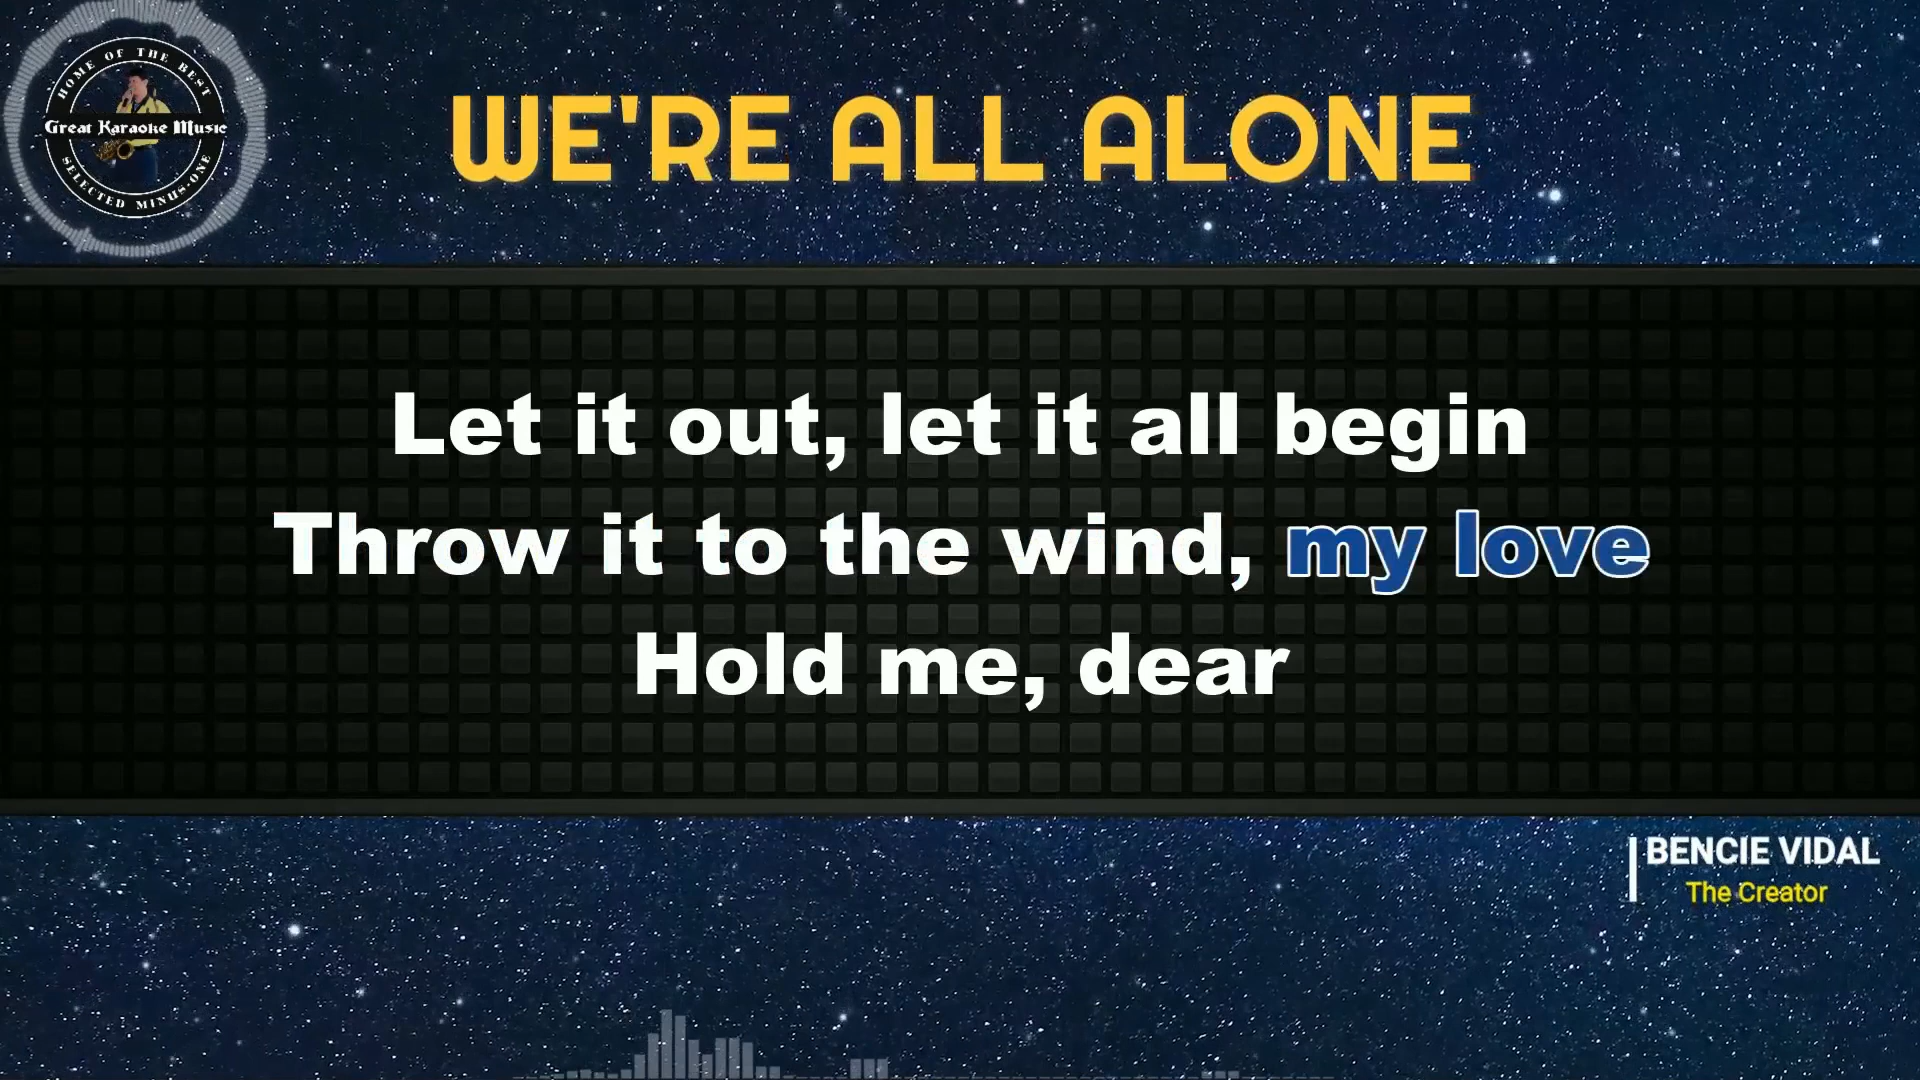 HOME OF THE BEST
Great Karaoke Music
SELECTED MINUS-ONE
WE'RE ALL ALONE
Let it out, let it all begin
Throw it to the wind, my love
Hold me, dear
BENCIE VIDAL
The Creator